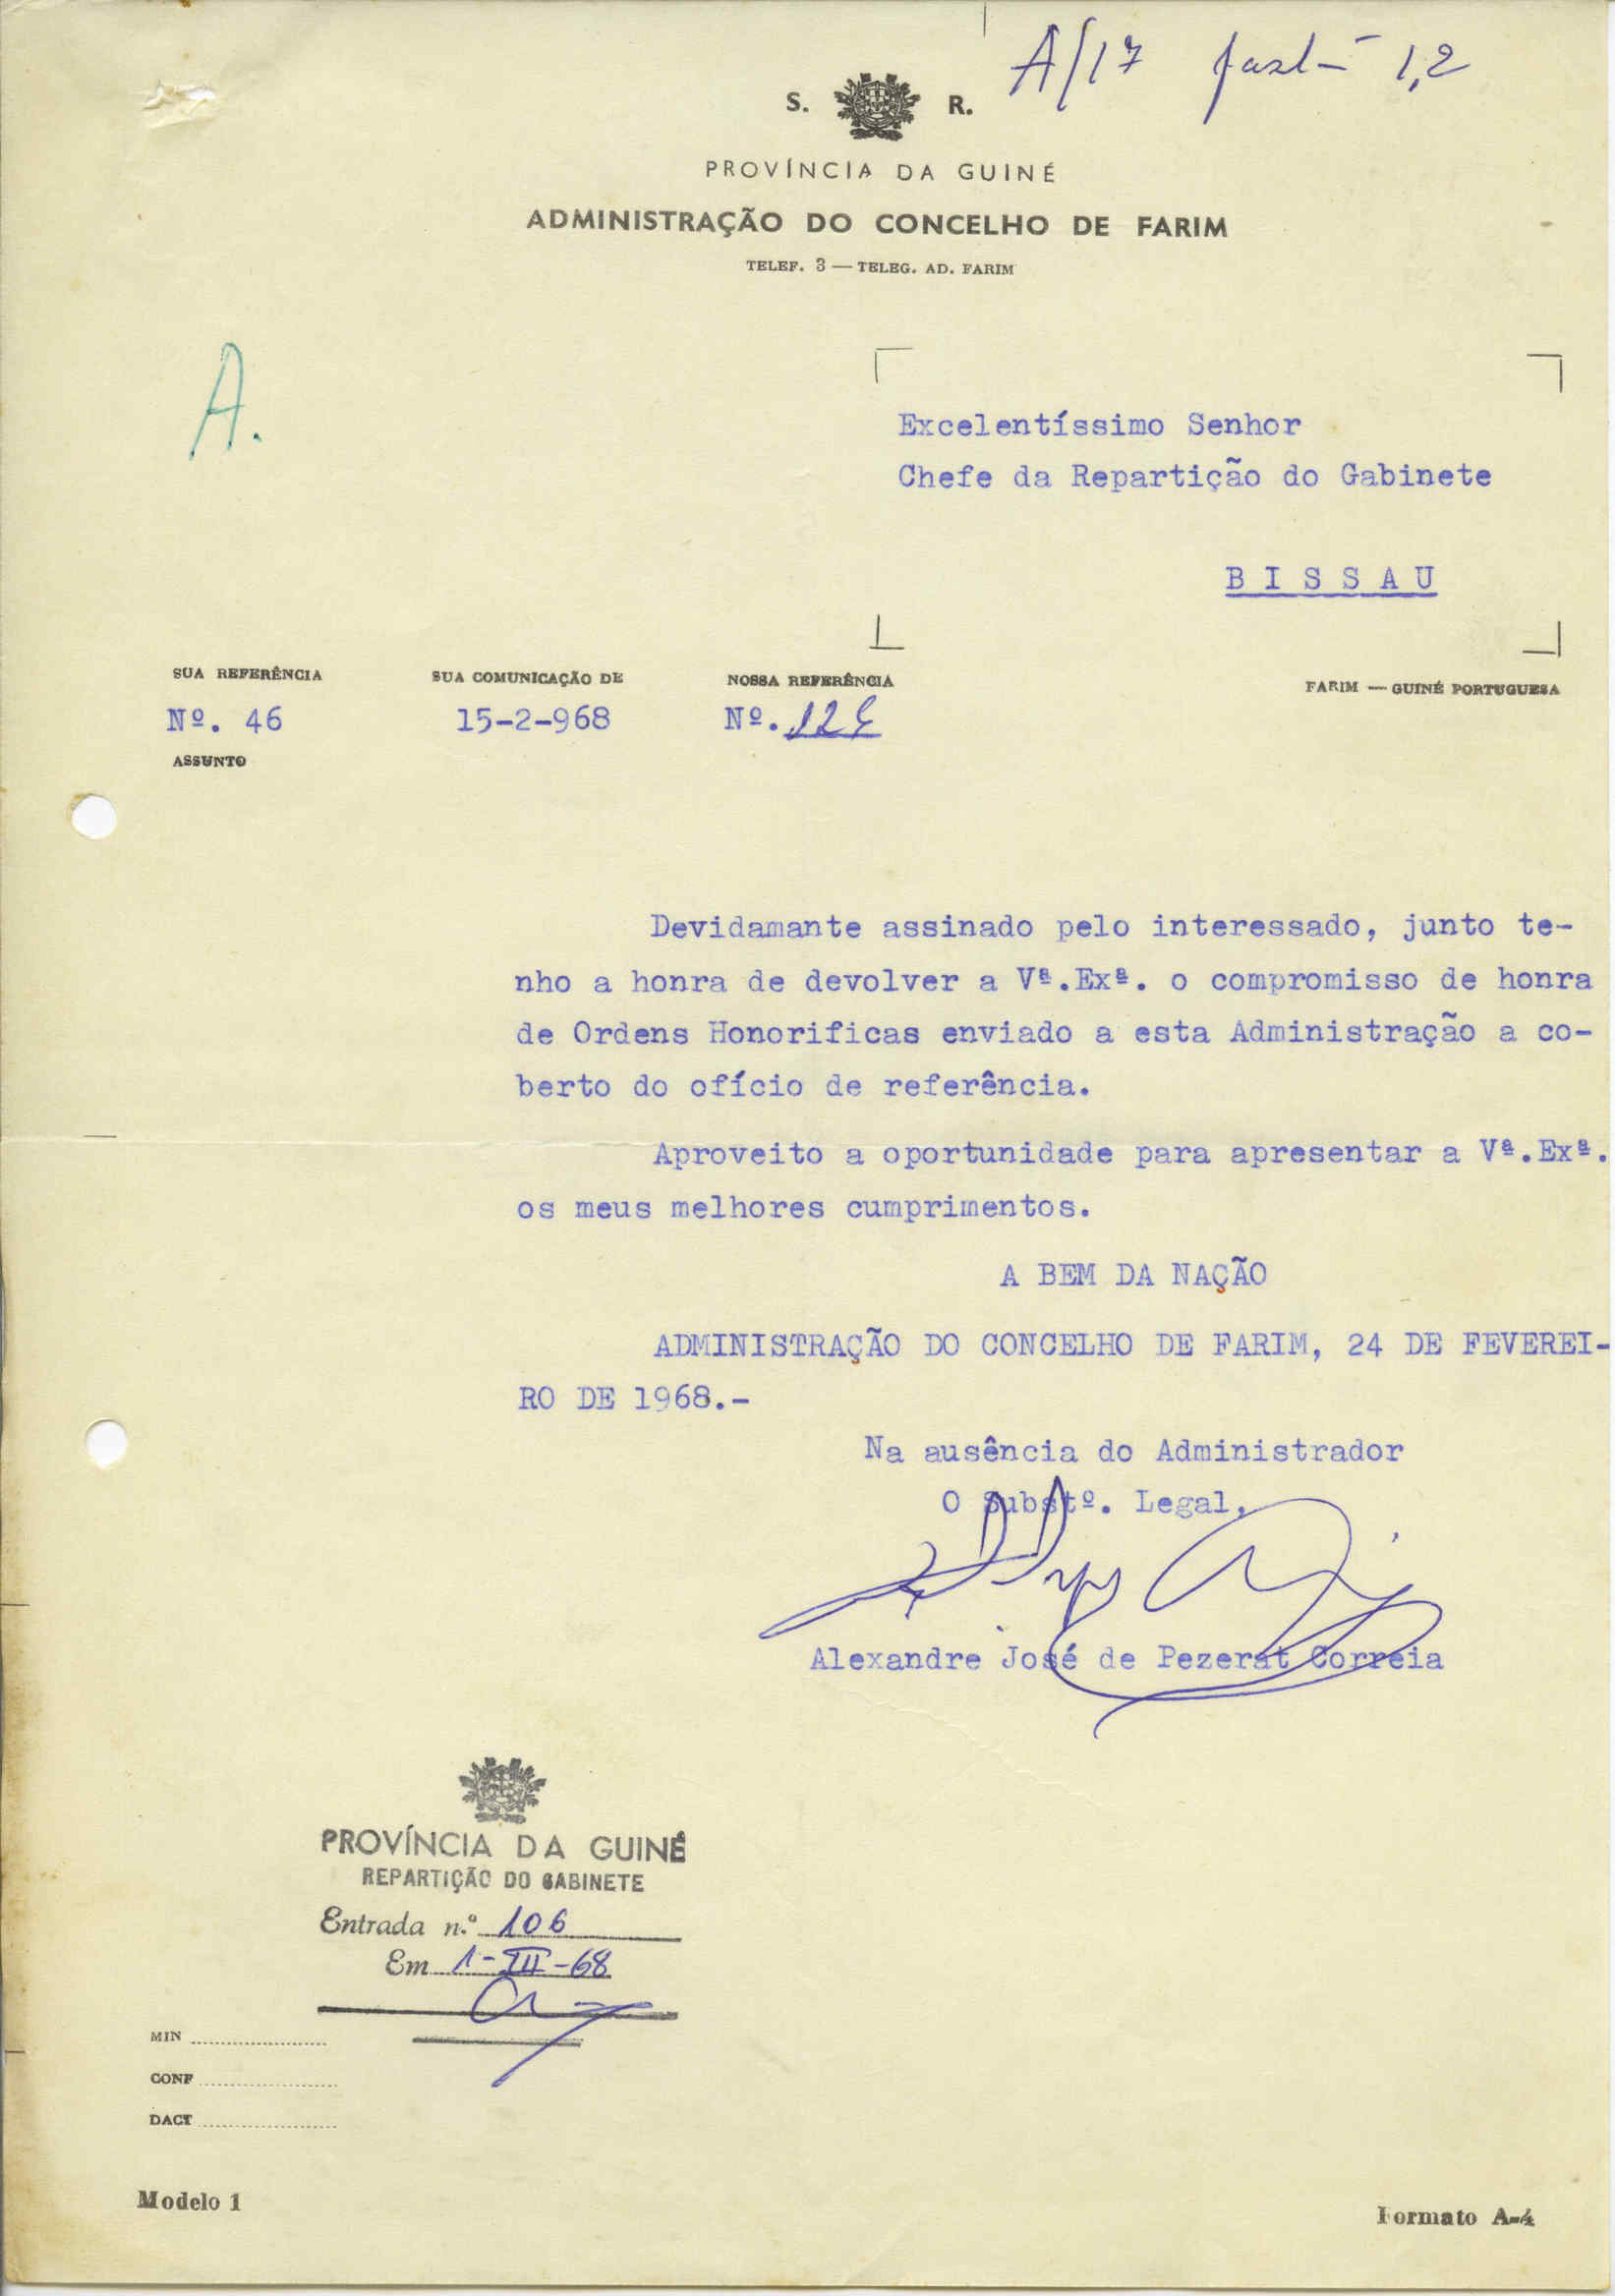 A/17
1,2
S. R.
PROVÍNCIA DA GUINÉ
ADMINISTRAÇÃO DO CONCELHO DE FARIM
TELEF. 3 — TELEG. AD. FARIM
A.
Excelentíssimo Senhor
Chefe da Repartição do Gabinete
B I S S A U
SUA REFERÊNCIA SUA COMUNICAÇÃO DE NOSSA REFERÊNCIA FARIM — GUINÉ PORTUGUESA
Nº. 46 15-2-968 Nº.
ASSUNTO
Devidamante assinado pelo interessado, junto te-
nho a honra de devolver a Vª.Exª. o compromisso de honra
de Ordens Honorificas enviado a esta Administração a co-
berto do ofício de referência.
Aproveito a oportunidade para apresentar a Vª.Exª.
os meus melhores cumprimentos.
A BEM DA NAÇÃO
ADMINISTRAÇÃO DO CONCELHO DE FARIM, 24 DE FEVEREI-
RO DE 1968.-
Na ausência do Administrador
O Substº. Legal,
Alexandre José de Pezerat Correia
PROVÍNCIA DA GUINÉ
REPARTIÇÃO DO GABINETE
Entrada n.º 106
Em 1-III-68
MIN
CONF
DACT
Modelo 1
Formato A-4